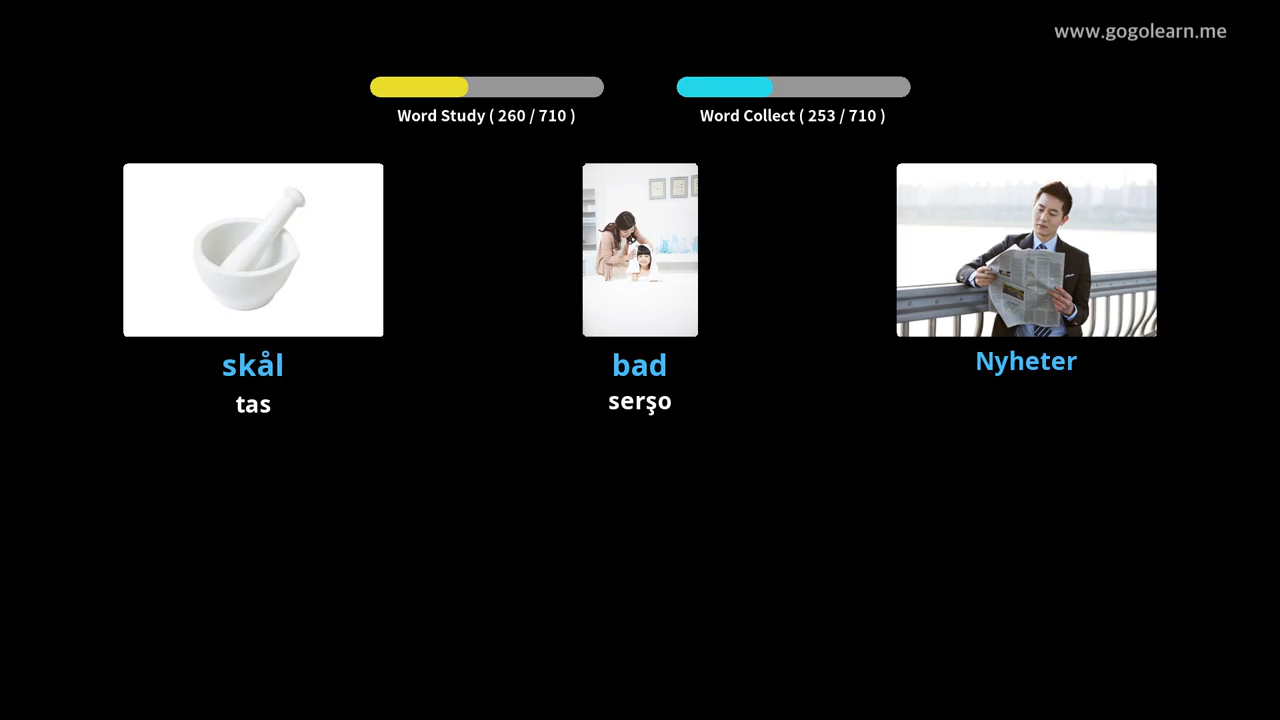 www.gogolearn.me
Word Study ( 260 / 710 )
Word Collect ( 253 / 710 )
skål
bad
Nyheter
tas
serşo